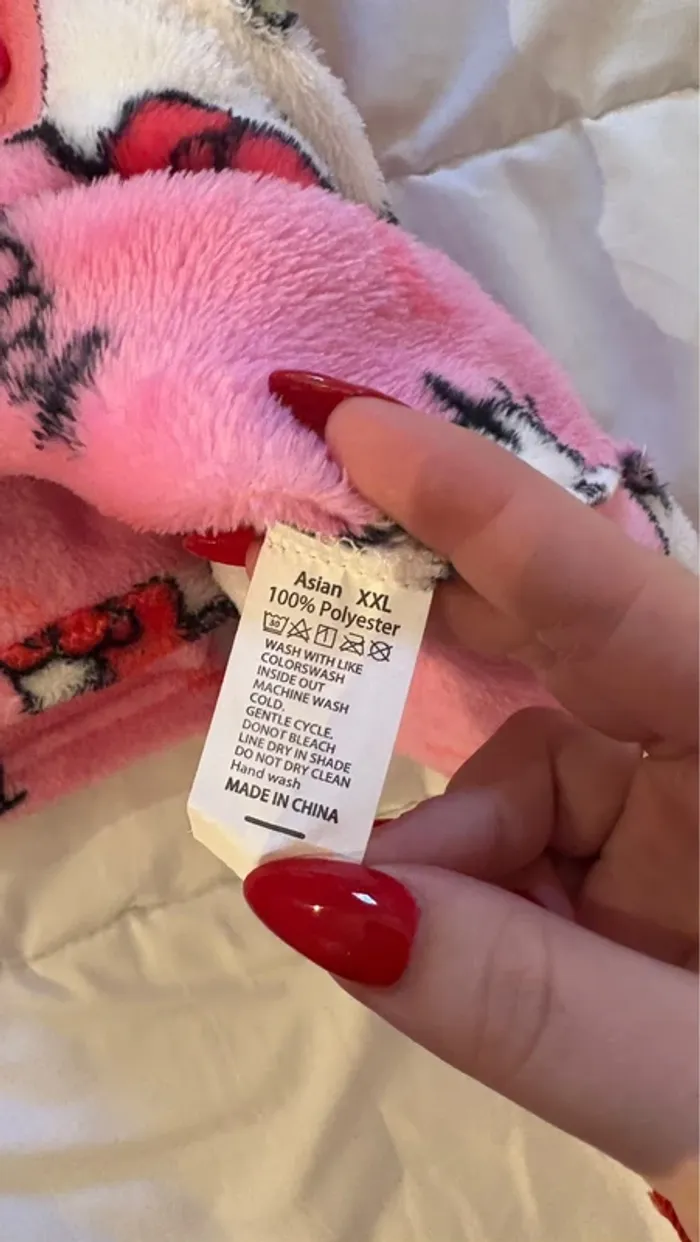 Asian XXL
100% Polyester
30
WASH WITH LIKE
COLORSWASH
INSIDE OUT
MACHINE WASH
COLD.
GENTLE CYCLE.
DONOT BLEACH
LINE DRY IN SHADE
DO NOT DRY CLEAN
Hand wash
MADE IN CHINA